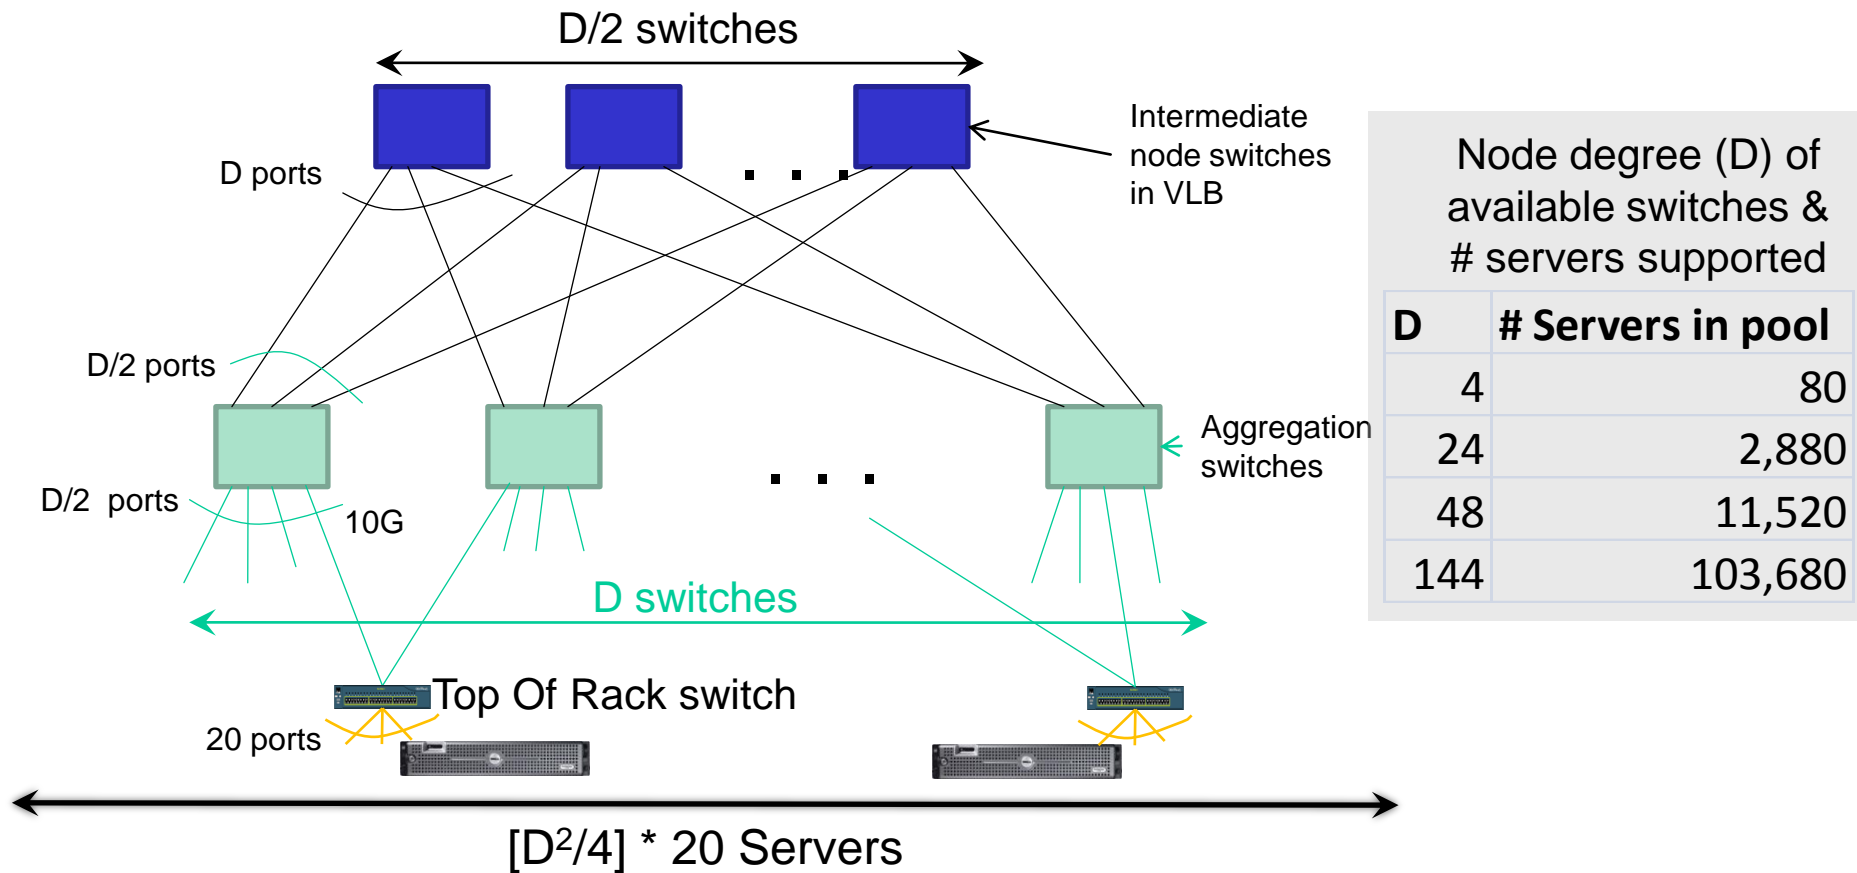 D/2 switches
Intermediate
node switches
in VLB
D ports
D/2 ports
Aggregation
switches
D/2 ports
10G
D switches
Top Of Rack switch
20 ports
[D²/4] * 20 Servers
Node degree (D) of
available switches &
# servers supported
D # Servers in pool
4 80
24 2,880
48 11,520
144 103,680